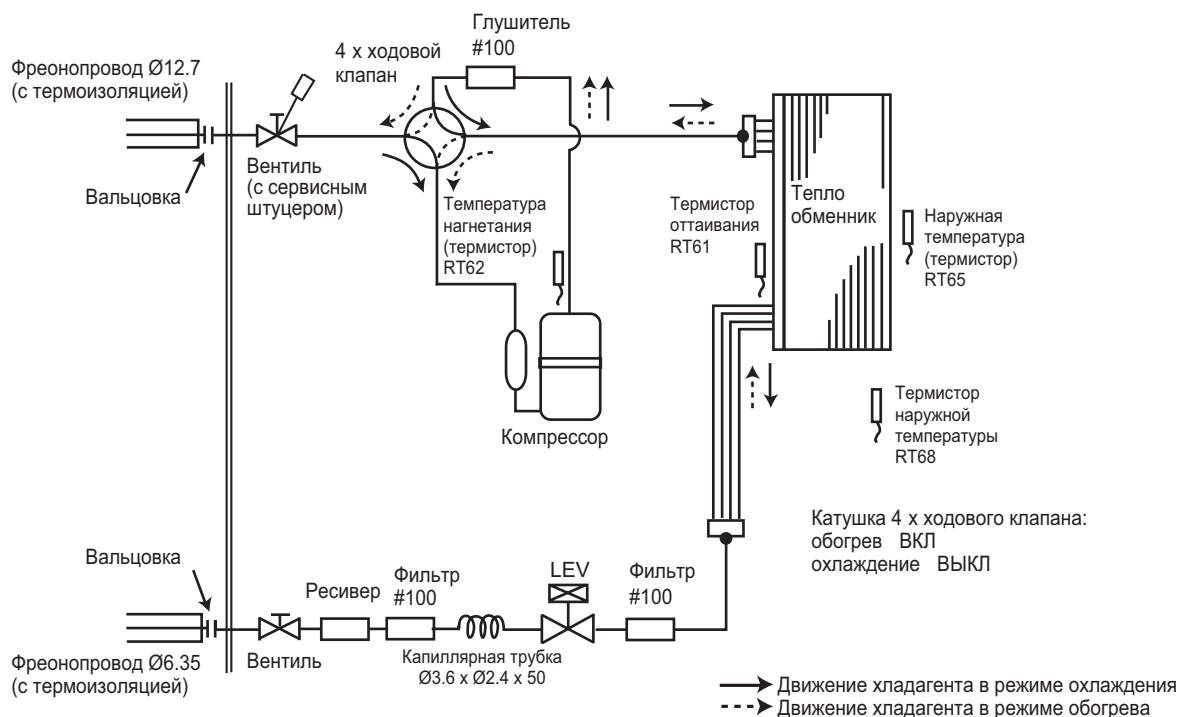 Глушитель
#100
4 х ходовой
клапан
Фреонопровод Ø12.7
(с термоизоляцией)
Вальцовка
Вентиль
(с сервисным
штуцером)
Температура
нагнетания
(термистор)
RT62
Термистор
оттаивания
RT61
Тепло
обменник
Наружная
температура
(термистор)
RT65
Компрессор
Термистор
наружной
температуры
RT68
Катушка 4 х ходового клапана:
обогрев ВКЛ
охлаждение ВЫКЛ
Вальцовка
Ресивер
Фильтр
#100
LEV
Фильтр
#100
Фреонопровод Ø6.35
(с термоизоляцией)
Вентиль
Капиллярная трубка
Ø3.6 x Ø2.4 x 50
Движение хладагента в режиме охлаждения
Движение хладагента в режиме обогрева